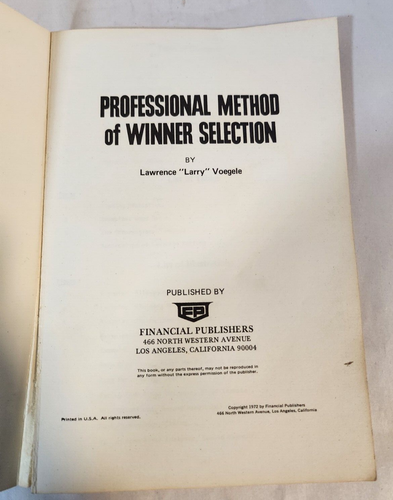 PROFESSIONAL METHOD
of WINNER SELECTION
BY
Lawrence "Larry" Voegele
PUBLISHED BY
FP
FINANCIAL PUBLISHERS
466 NORTH WESTERN AVENUE
LOS ANGELES, CALIFORNIA 90004
This book, or any parts thereof, may not be reproduced in
any form without the express permission of the publisher.
Printed in U.S.A. All rights reserved.
Copyright 1972 by Financial Publishers
466 North Western Avenue, Los Angeles, California